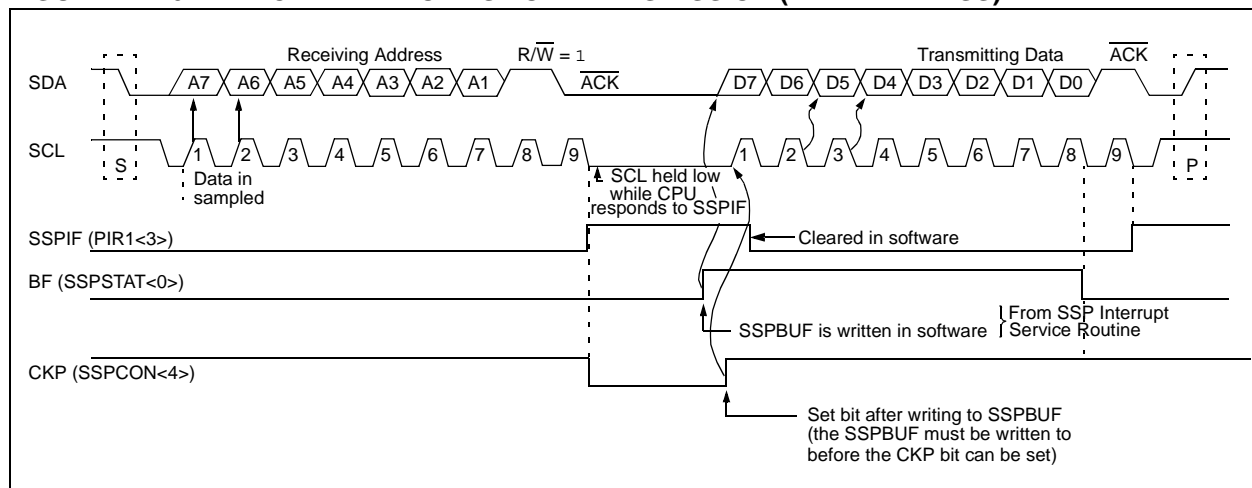 Receiving Address R/W = 1 Transmitting Data ACK
SDA A7 A6 A5 A4 A3 A2 A1 ACK D7 D6 D5 D4 D3 D2 D1 D0
SCL S 1 2 3 4 5 6 7 8 9 1 2 3 4 5 6 7 8 9 P
Data in
sampled
SCL held low
while CPU
responds to SSPIF
SSPIF (PIR1<3>)
Cleared in software
BF (SSPSTAT<0>)
SSPBUF is written in software
From SSP Interrupt
Service Routine
CKP (SSPCON<4>)
Set bit after writing to SSPBUF
(the SSPBUF must be written to
before the CKP bit can be set)